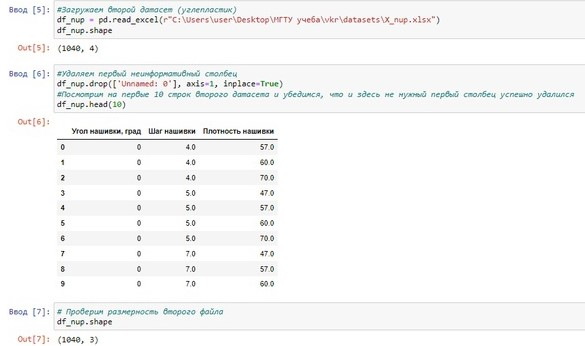 Ввод [5]: #Загружаем второй датасет (углепластик)
df_nup = pd.read_excel(r"C:\Users\user\Desktop\МГТУ учеба\vkr\datasets\X_nup.xlsx")
df_nup.shape
Out[5]: (1040, 4)
Ввод [6]: #Удаляем первый неинформативный столбец
df_nup.drop(['Unnamed: 0'], axis=1, inplace=True)
#Посмотрим на первые 10 строк второго датасета и убедимся, что и здесь не нужный первый столбец успешно удалился
df_nup.head(10)
Out[6]:
Угол нашивки, град Шаг нашивки Плотность нашивки
0 0 4.0 57.0
1 0 4.0 60.0
2 0 4.0 70.0
3 0 5.0 47.0
4 0 5.0 57.0
5 0 5.0 60.0
6 0 5.0 70.0
7 0 7.0 47.0
8 0 7.0 57.0
9 0 7.0 60.0
Ввод [7]: # Проверим размерность второго файла
df_nup.shape
Out[7]: (1040, 3)